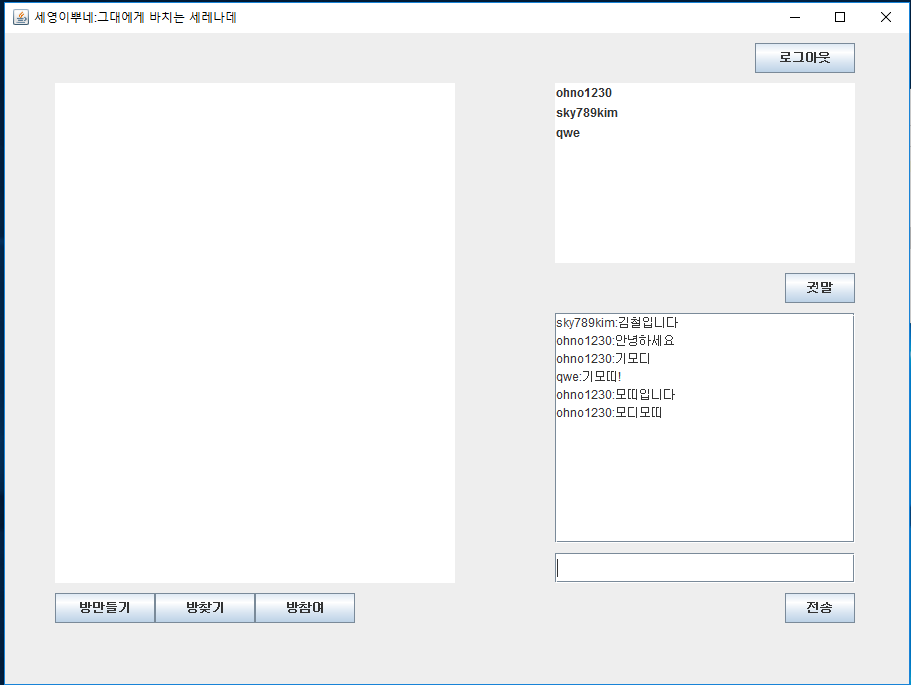 세영이뿌네:그대에게 바치는 세레나데
로그아웃
ohno1230
sky789kim
qwe
귓말
sky789kim:김철입니다
ohno1230:안녕하세요
ohno1230:기모디
qwe:기모띠!
ohno1230:모띠입니다
ohno1230:모디모띠
방만들기 방찾기 방참여 전송